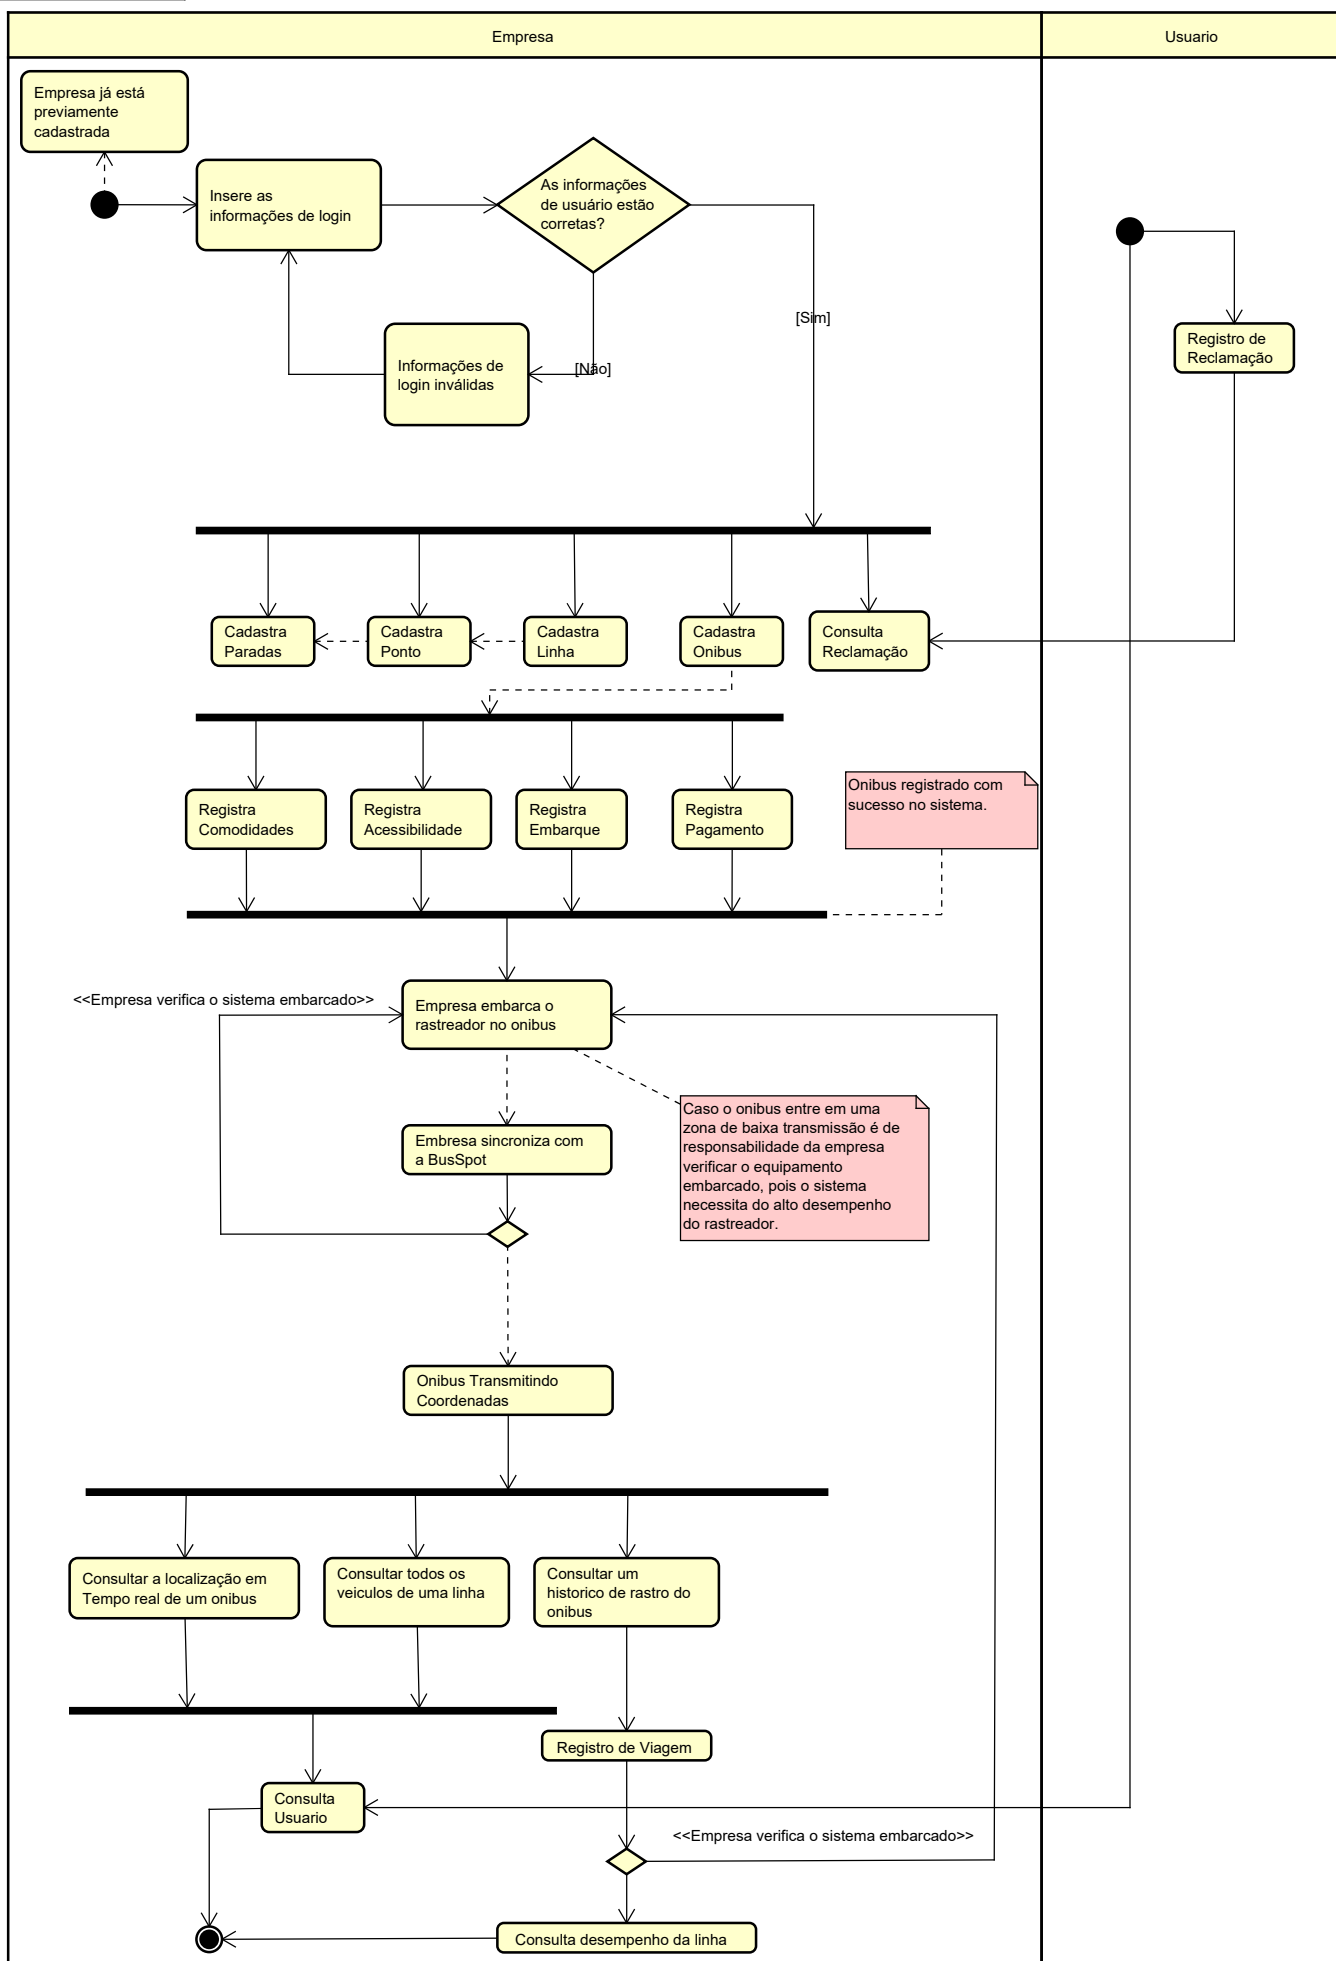 Empresa
Usuario
Empresa já está
previamente
cadastrada
Insere as
informações de login
As informações
de usuário estão
corretas?
[Sim]
[Não]
Informações de
login inválidas
Registro de
Reclamação
Cadastra
Paradas
Cadastra
Ponto
Cadastra
Linha
Cadastra
Onibus
Consulta
Reclamação
Registra
Comodidades
Registra
Acessibilidade
Registra
Embarque
Registra
Pagamento
Onibus registrado com
sucesso no sistema.
<<Empresa verifica o sistema embarcado>>
Empresa embarca o
rastreador no onibus
Caso o onibus entre em uma
zona de baixa transmissão é de
responsabilidade da empresa
verificar o equipamento
embarcado, pois o sistema
necessita do alto desempenho
do rastreador.
Embresa sincroniza com
a BusSpot
Onibus Transmitindo
Coordenadas
Consultar a localização em
Tempo real de um onibus
Consultar todos os
veiculos de uma linha
Consultar um
historico de rastro do
onibus
Registro de Viagem
Consulta
Usuario
<<Empresa verifica o sistema embarcado>>
Consulta desempenho da linha